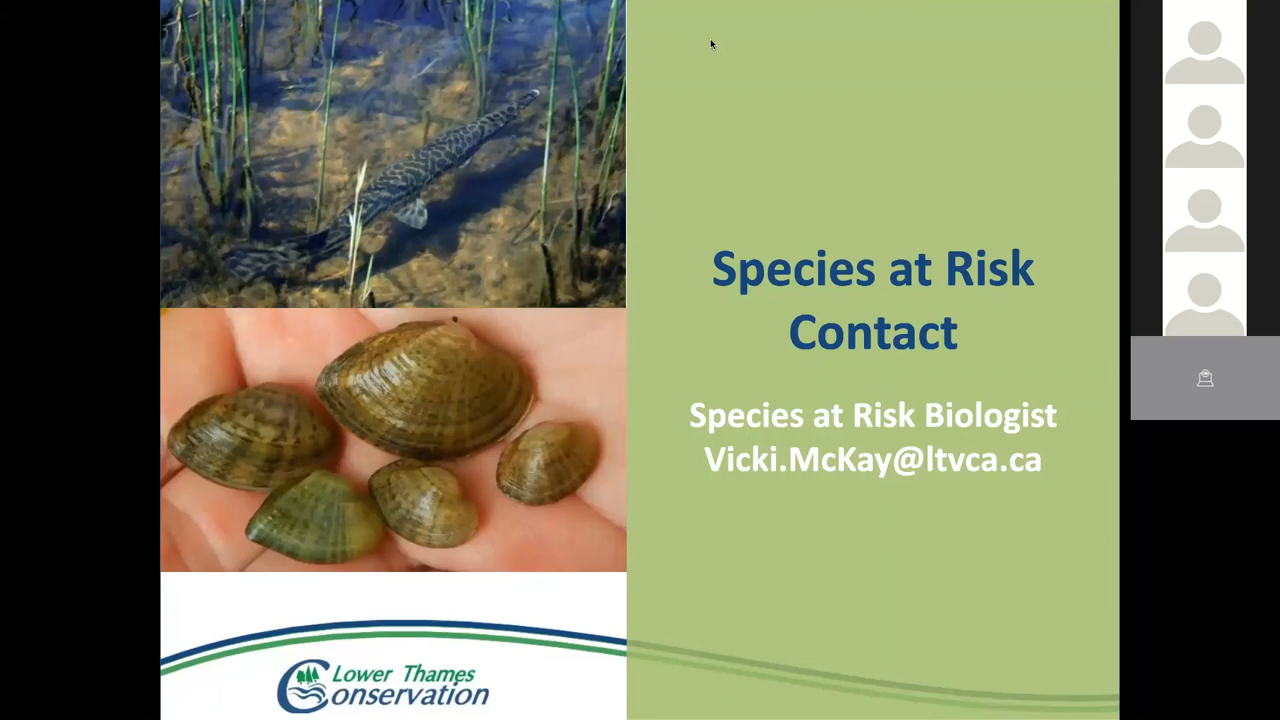 Species at Risk
Contact
Species at Risk Biologist
Vicki.McKay@ltvca.ca
Lower Thames
Conservation